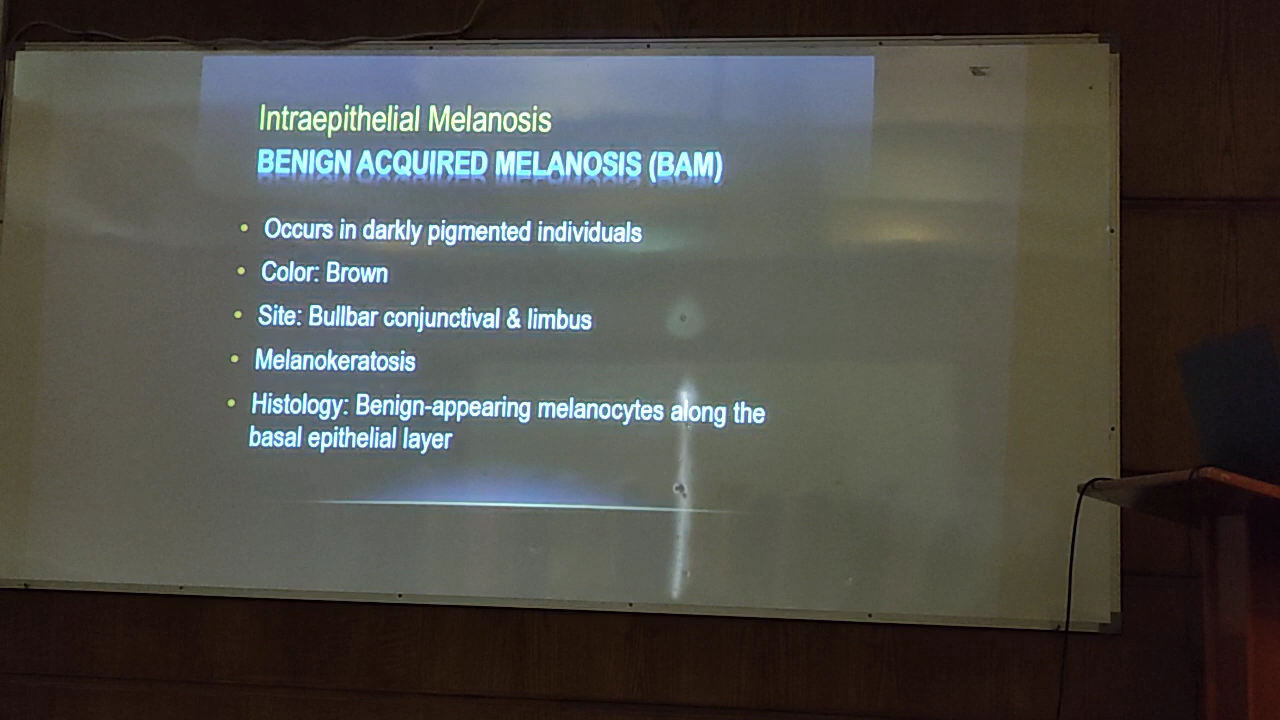 Intraepithelial Melanosis
BENIGN ACQUIRED MELANOSIS (BAM)
• Occurs in darkly pigmented individuals
• Color: Brown
• Site: Bullbar conjunctival & limbus
• Melanokeratosis
• Histology: Benign-appearing melanocytes along the
basal epithelial layer